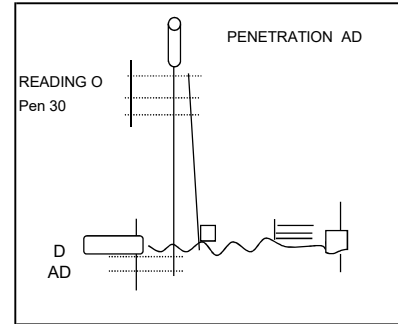 PENETRATION AD
READING O
Pen 30
D
AD